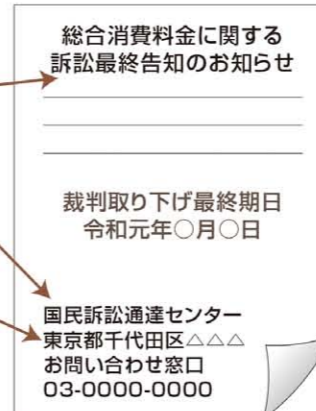 総合消費料金に関する
訴訟最終告知のお知らせ
裁判取り下げ最終期日
令和元年○月○日
国民訴訟通達センター
東京都千代田区△△△
お問い合わせ窓口
03-0000-0000